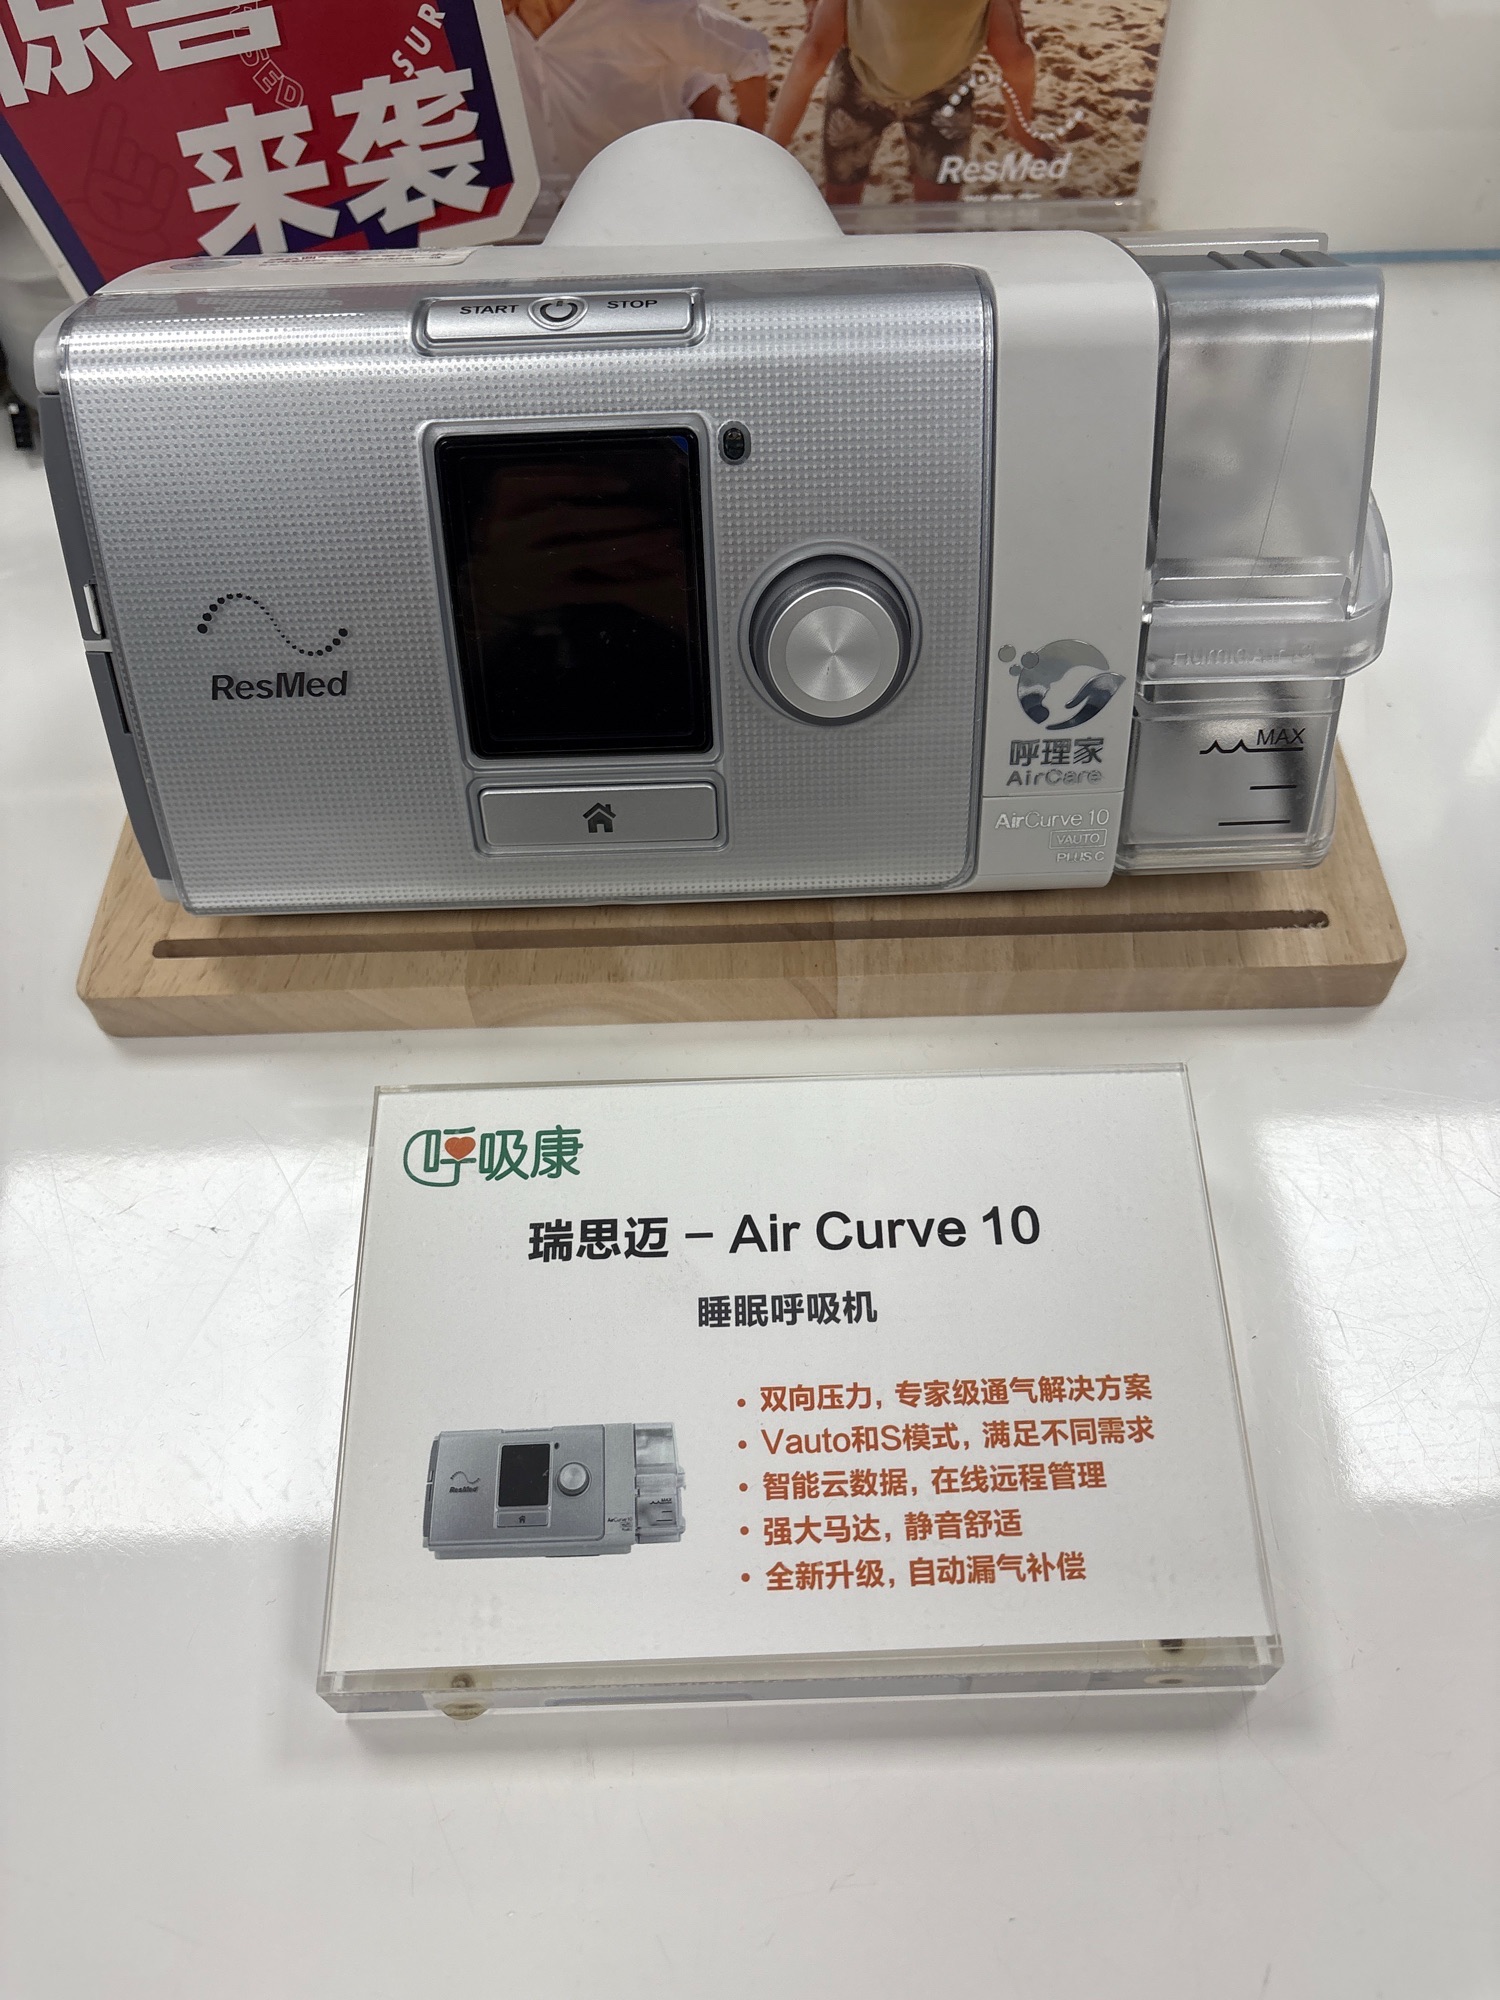 来袭
SUR
ResMed
START STOP
ResMed
MAX
呼理家
AirCare
AirCurve 10
VAUTO
PLUS C
呼吸康
瑞思迈 – Air Curve 10
睡眠呼吸机
• 双向压力，专家级通气解决方案
• Vauto和S模式，满足不同需求
• 智能云数据，在线远程管理
• 强大马达，静音舒适
• 全新升级，自动漏气补偿
ResMed